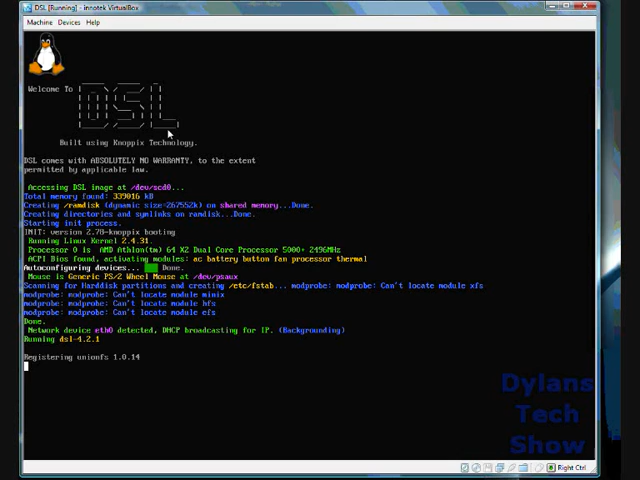 DSL [Running] - innotek VirtualBox
Machine Devices Help
Welcome To DSL
Built using Knoppix Technology.
DSL comes with ABSOLUTELY NO WARRANTY, to the extent
permitted by applicable law.
Accessing DSL image at /dev/scd0...
Total memory found: 339016 kB
Creating /ramdisk (dynamic size=267552k) on shared memory...Done.
Creating directories and symlinks on ramdisk...Done.
Starting init process.
INIT: version 2.78-knoppix booting
Running Linux Kernel 2.4.31.
Processor 0 is AMD Athlon(tm) 64 X2 Dual Core Processor 5000+ 2496MHz
ACPI Bios found, activating modules: ac battery button fan processor thermal
Autoconfiguring devices... Done.
Mouse is Generic PS/2 Wheel Mouse at /dev/psaux
Scanning for Harddisk partitions and creating /etc/fstab... modprobe: modprobe: Can't locate module xfs
modprobe: modprobe: Can't locate module minix
modprobe: modprobe: Can't locate module hfs
modprobe: modprobe: Can't locate module efs
Done.
Network device eth0 detected, DHCP broadcasting for IP. (Backgrounding)
Running dsl-4.2.1
Registering unionfs 1.0.14
Dylans
Tech
Show
Right Ctrl